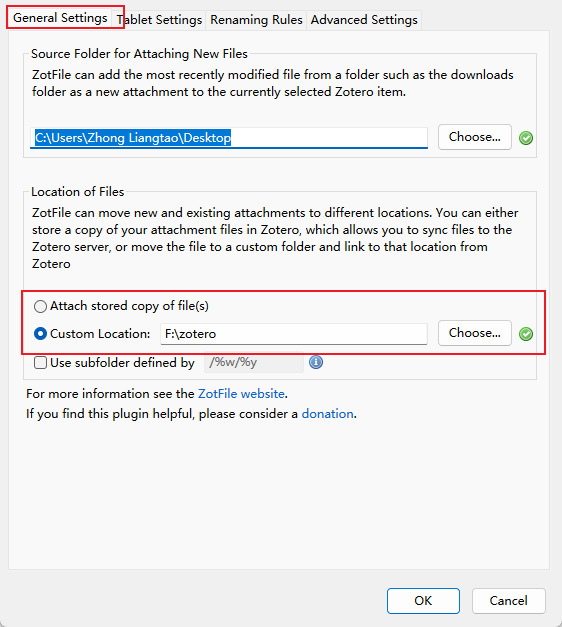 General Settings Tablet Settings Renaming Rules Advanced Settings
Source Folder for Attaching New Files
ZotFile can add the most recently modified file from a folder such as the downloads
folder as a new attachment to the currently selected Zotero item.
C:\Users\Zhong Liangtao\Desktop Choose...
Location of Files
ZotFile can move new and existing attachments to different locations. You can either
store a copy of your attachment files in Zotero, which allows you to sync files to the
Zotero server, or move the file to a custom folder and link to that location from
Zotero
Attach stored copy of file(s)
Custom Location: F:\zotero Choose...
Use subfolder defined by /%w/%y
For more information see the ZotFile website.
If you find this plugin helpful, please consider a donation.
OK Cancel